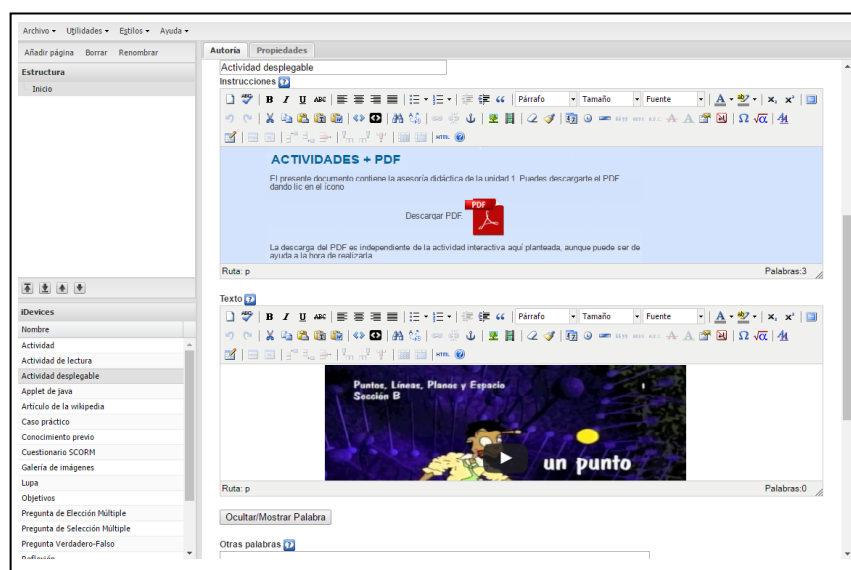 Archivo Utilidades Estilos Ayuda
Añadir página Borrar Renombrar
Estructura
Inicio
iDevices
Nombre
Actividad
Actividad de lectura
Actividad desplegable
Applet de java
Artículo de la wikipedia
Caso práctico
Conocimiento previo
Cuestionario SCORM
Galería de imágenes
Lupa
Objetivos
Pregunta de Elección Múltiple
Pregunta de Selección Múltiple
Pregunta Verdadero-Falso
Reflexión
Autoría Propiedades
Actividad desplegable
Instrucciones
Párrafo Tamaño Fuente
HTML
ACTIVIDADES + PDF
El presente documento contiene la asesoría didáctica de la unidad 1. Puedes descargarte el PDF
dando lic en el ícono
Descargar PDF.
PDF
La descarga del PDF es independiente de la actividad interactiva aquí planteada, aunque puede ser de
ayuda a la hora de realizarla
Ruta: p Palabras:3
Texto
Párrafo Tamaño Fuente
HTML
Puntos, Líneas, Planos y Espacio
Sección B
un punto
Ruta: p Palabras:0
Ocultar/Mostrar Palabra
Otras palabras